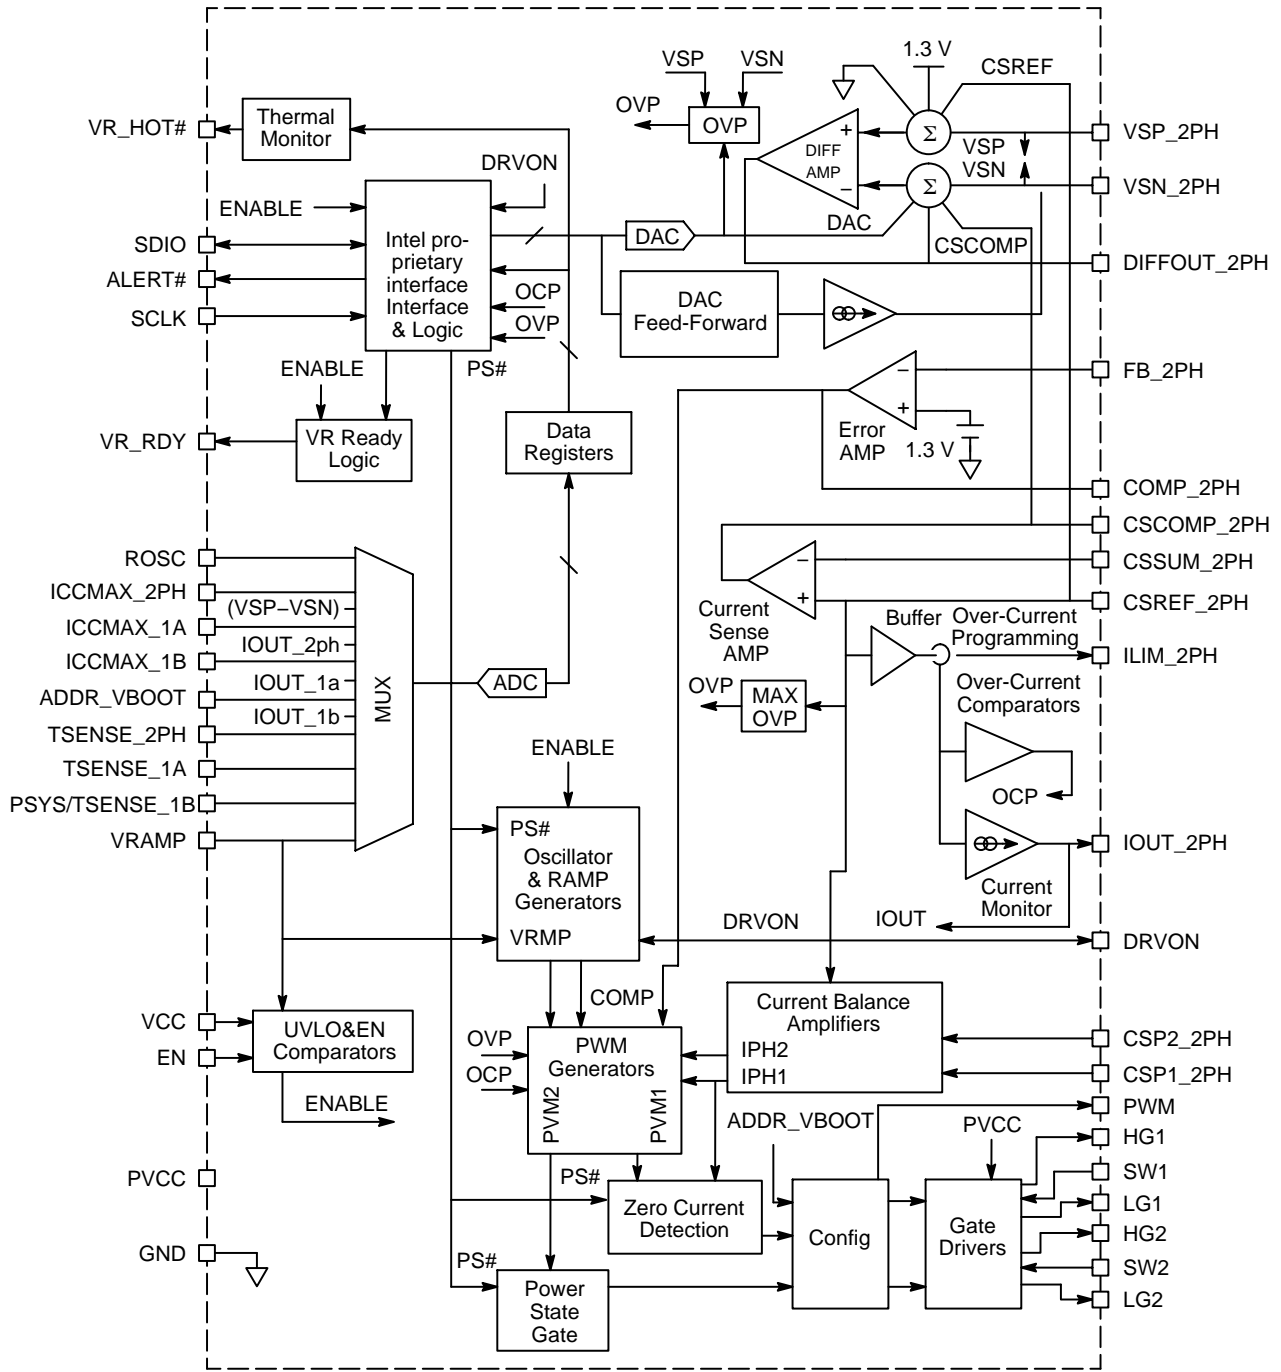 1.3 V
VSP
VSN
CSREF
OVP
OVP
VR_HOT#
Thermal
Monitor
+
DIFF
AMP
−
Σ
Σ
VSP
VSN
VSP_2PH
VSN_2PH
DRVON
ENABLE
Intel pro-
prietary
interface
Interface
& Logic
DAC
DAC
CSCOMP
SDIO
ALERT#
SCLK
DIFFOUT_2PH
OCP
OVP
DAC
Feed-Forward
PS#
ENABLE
FB_2PH
−
+
Error
AMP
1.3 V
VR_RDY
VR Ready
Logic
Data
Registers
COMP_2PH
CSCOMP_2PH
ROSC
−
+
CSSUM_2PH
ICCMAX_2PH
(VSP−VSN)
CSREF_2PH
Current
Sense
AMP
Buffer
Over-Current
Programming
ICCMAX_1A
IOUT_2ph
ICCMAX_1B
ILIM_2PH
IOUT_1a
MUX
ADC
OVP
MAX
OVP
Over-Current
Comparators
ADDR_VBOOT
IOUT_1b
TSENSE_2PH
ENABLE
TSENSE_1A
OCP
PSYS/TSENSE_1B
VRAMP
PS#
Oscillator
& RAMP
Generators
VRMP
IOUT_2PH
Current
Monitor
IOUT
DRVON
DRVON
COMP
Current Balance
Amplifiers
IPH2
IPH1
VCC
EN
UVLO&EN
Comparators
OVP
OCP
PWM
Generators
PVM2
PVM1
CSP2_2PH
CSP1_2PH
ENABLE
ADDR_VBOOT
PVCC
PWM
HG1
SW1
LG1
HG2
SW2
LG2
PVCC
PS#
Zero Current
Detection
Config
Gate
Drivers
GND
PS#
Power
State
Gate